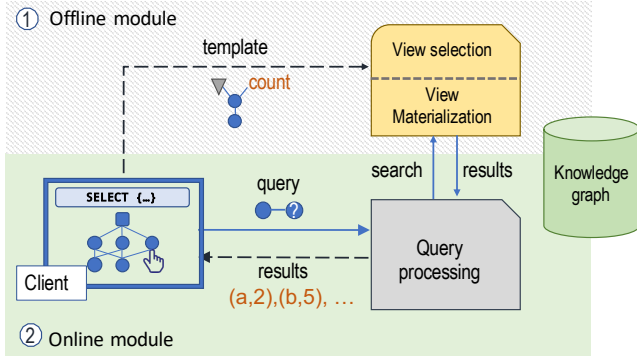 ① Offline module
template
count
View selection
View
Materialization
search
results
Knowledge
graph
SELECT {…}
query
?
Client
results
(a,2),(b,5), …
Query
processing
② Online module